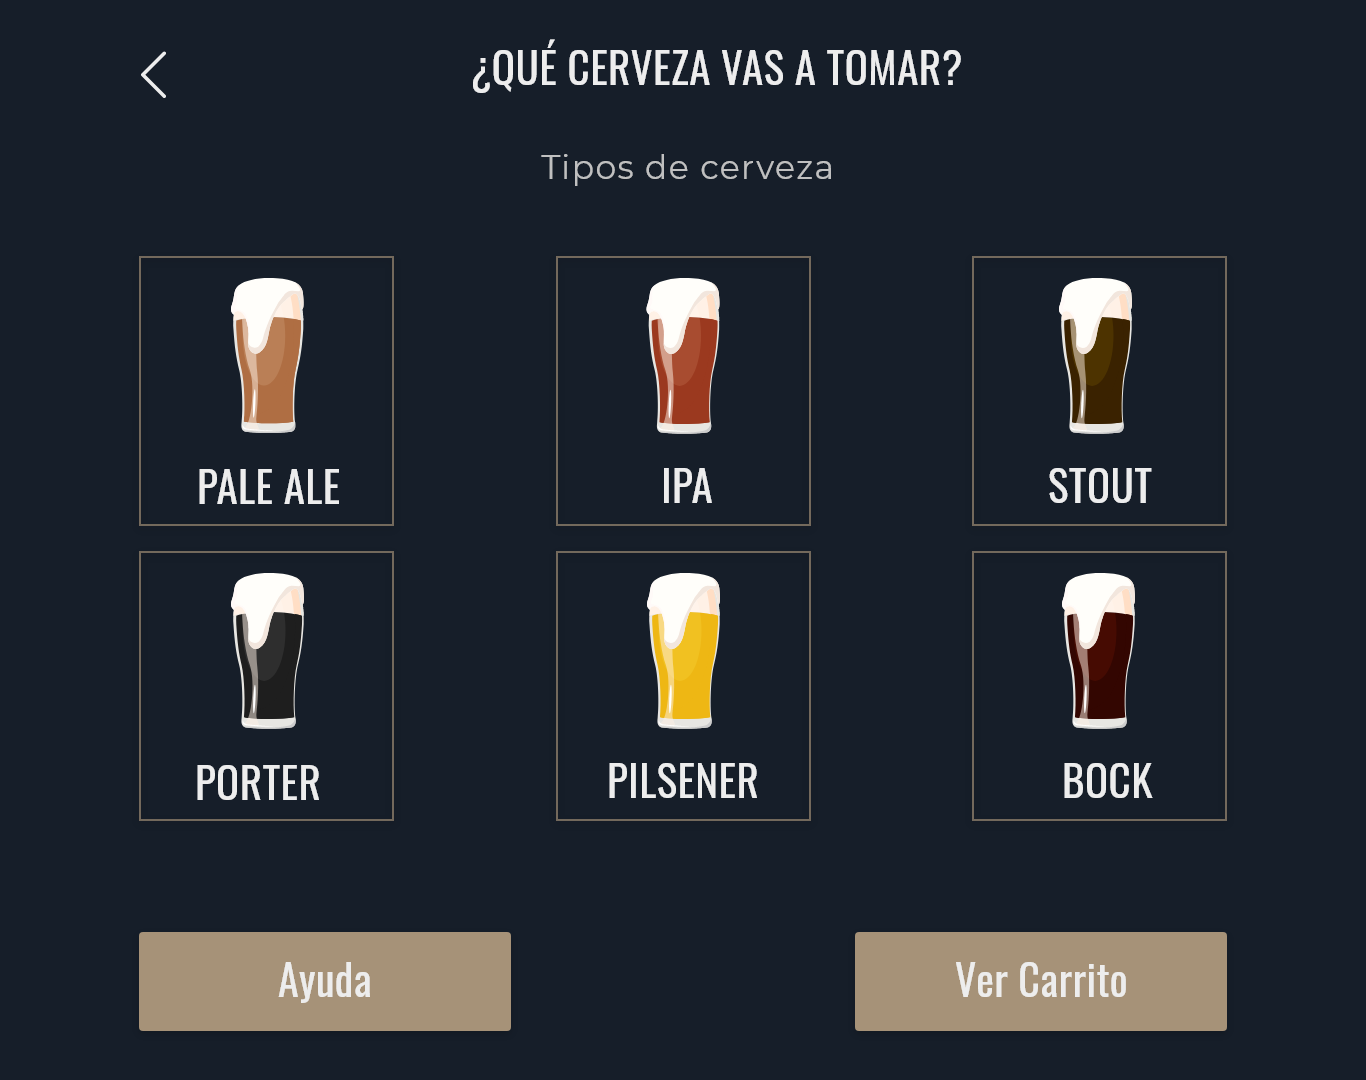 ¿QUÉ CERVEZA VAS A TOMAR?
Tipos de cerveza
PALE ALE
IPA
STOUT
PORTER
PILSENER
BOCK
Ayuda
Ver Carrito